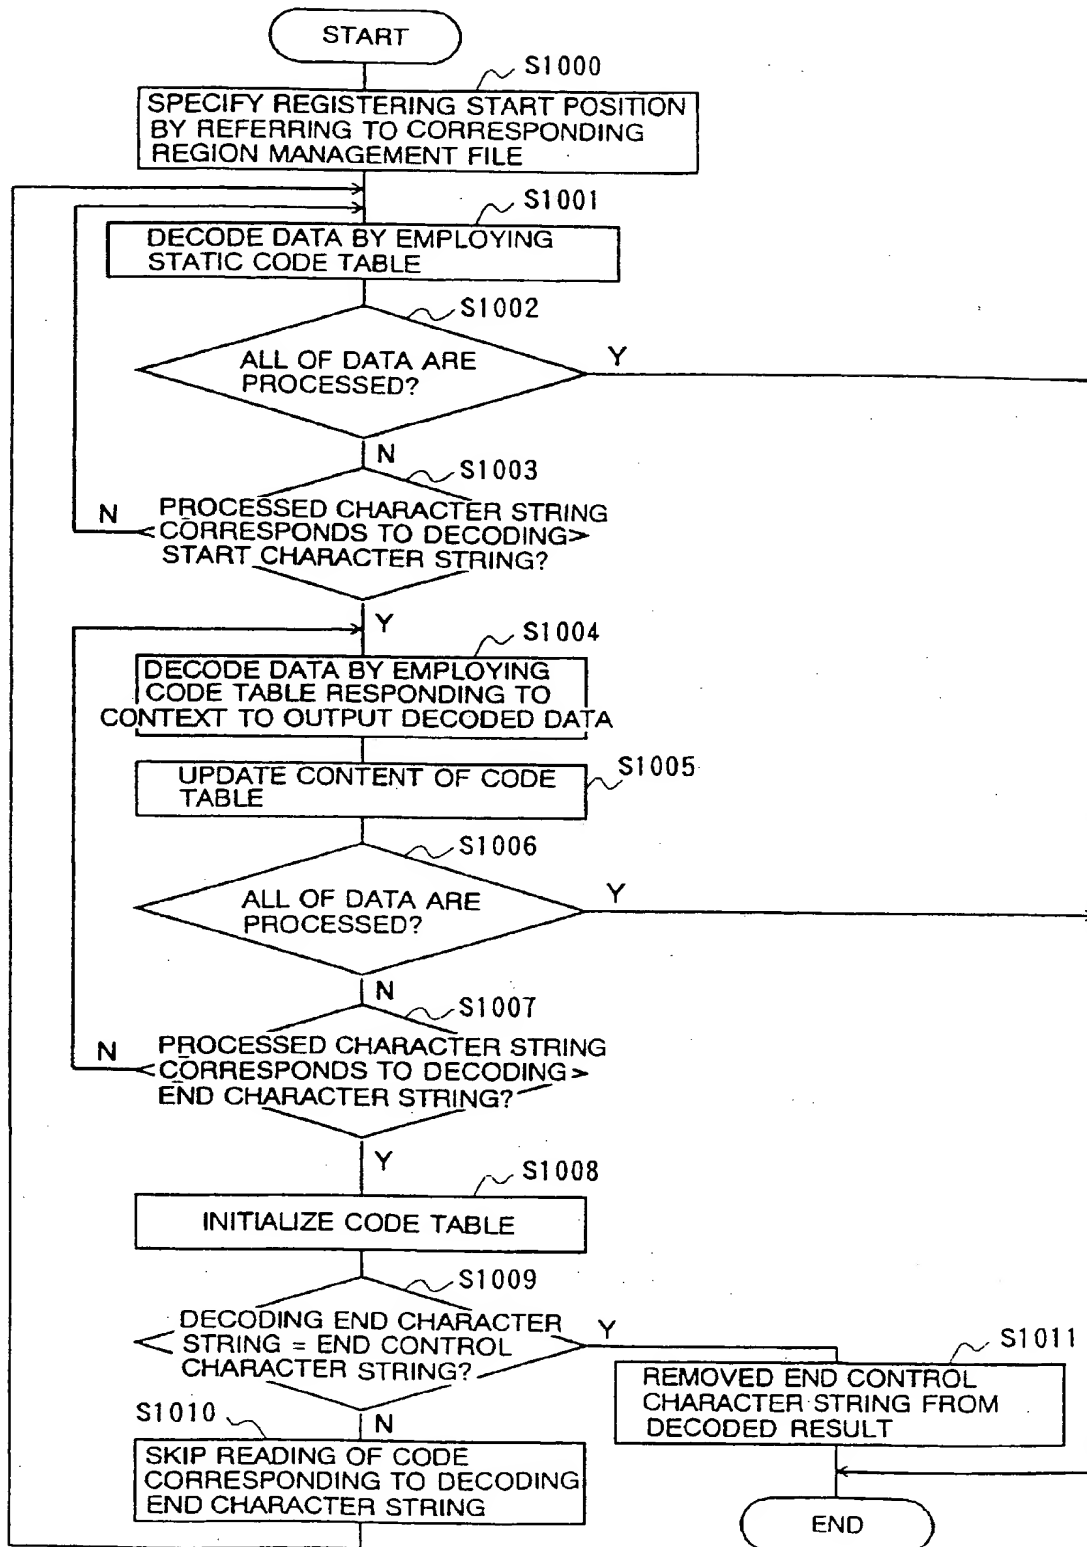 START
S1000
SPECIFY REGISTERING START POSITION
BY REFERRING TO CORRESPONDING
REGION MANAGEMENT FILE
S1001
DECODE DATA BY EMPLOYING
STATIC CODE TABLE
S1002
ALL OF DATA ARE
PROCESSED?
Y
N
S1003
PROCESSED CHARACTER STRING
CORRESPONDS TO DECODING
START CHARACTER STRING?
N
Y
S1004
DECODE DATA BY EMPLOYING
CODE TABLE RESPONDING TO
CONTEXT TO OUTPUT DECODED DATA
S1005
UPDATE CONTENT OF CODE
TABLE
S1006
ALL OF DATA ARE
PROCESSED?
Y
N
S1007
PROCESSED CHARACTER STRING
CORRESPONDS TO DECODING
END CHARACTER STRING?
N
Y
S1008
INITIALIZE CODE TABLE
S1009
DECODING END CHARACTER
STRING = END CONTROL
CHARACTER STRING?
Y
N
S1011
REMOVED END CONTROL
CHARACTER STRING FROM
DECODED RESULT
S1010
SKIP READING OF CODE
CORRESPONDING TO DECODING
END CHARACTER STRING
END